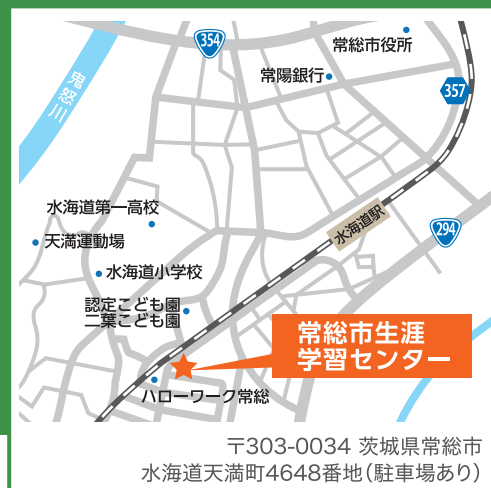 354
常総市役所
常陽銀行
357
鬼怒川
水海道第一高校
天満運動場
水海道駅
294
水海道小学校
認定こども園
二葉こども園
常総市生涯
学習センター
ハローワーク常総
〒303-0034 茨城県常総市
水海道天満町4648番地（駐車場あり）